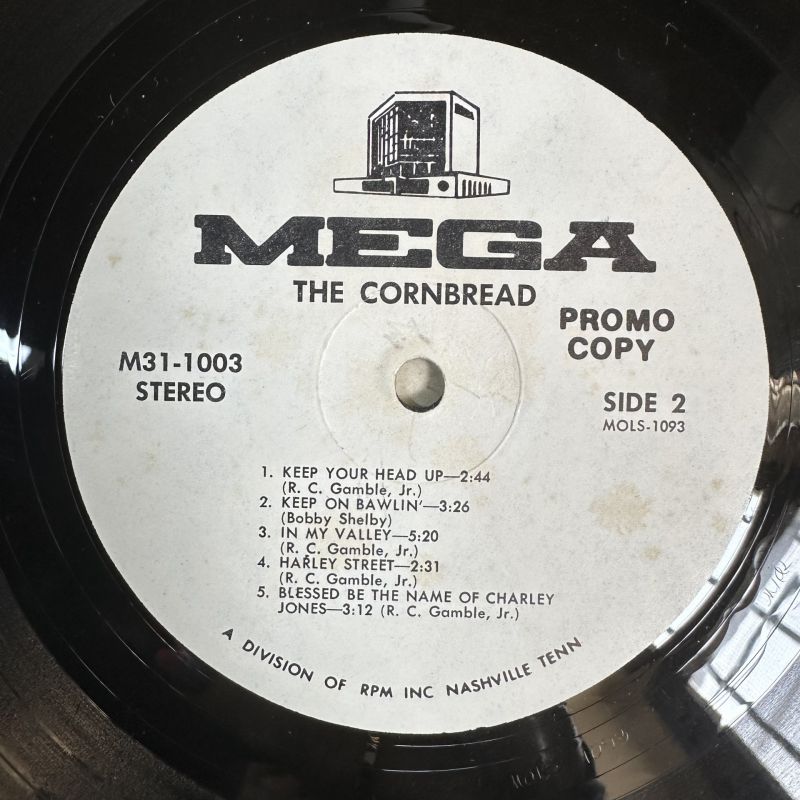 MEGA
THE CORNBREAD
PROMO
COPY
M31-1003
STEREO
SIDE 2
MOLS-1093
1. KEEP YOUR HEAD UP—2:44
(R. C. Gamble, Jr.)
2. KEEP ON BAWLIN'—3:26
(Bobby Shelby)
3. IN MY VALLEY—5:20
(R. C. Gamble, Jr.)
4. HARLEY STREET—2:31
(R. C. Gamble, Jr.)
5. BLESSED BE THE NAME OF CHARLEY
JONES—3:12 (R. C. Gamble, Jr.)
A DIVISION OF RPM INC NASHVILLE TENN
MOLS 1093